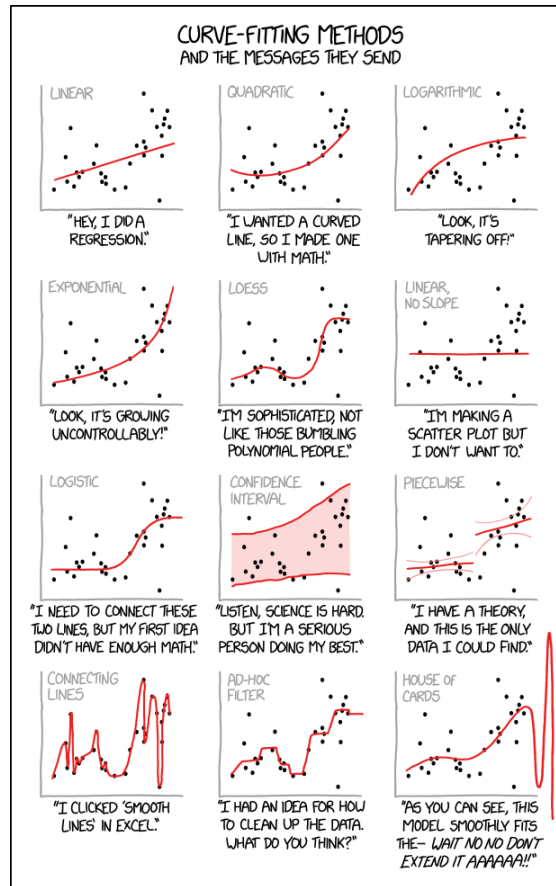 CURVE-FITTING METHODS
AND THE MESSAGES THEY SEND
LINEAR
"HEY, I DID A
REGRESSION."
QUADRATIC
"I WANTED A CURVED
LINE, SO I MADE ONE
WITH MATH."
LOGARITHMIC
"LOOK, IT'S
TAPERING OFF!"
EXPONENTIAL
"LOOK, IT'S GROWING
UNCONTROLLABLY!"
LOESS
"I'M SOPHISTICATED, NOT
LIKE THOSE BUMBLING
POLYNOMIAL PEOPLE."
LINEAR,
NO SLOPE
"I'M MAKING A
SCATTER PLOT BUT
I DON'T WANT TO."
LOGISTIC
"I NEED TO CONNECT THESE
TWO LINES, BUT MY FIRST IDEA
DIDN'T HAVE ENOUGH MATH."
CONFIDENCE
INTERVAL
"LISTEN, SCIENCE IS HARD.
BUT I'M A SERIOUS
PERSON DOING MY BEST."
PIECEWISE
"I HAVE A THEORY,
AND THIS IS THE ONLY
DATA I COULD FIND."
CONNECTING
LINES
"I CLICKED 'SMOOTH
LINES' IN EXCEL."
AD-HOC
FILTER
"I HAD AN IDEA FOR HOW
TO CLEAN UP THE DATA.
WHAT DO YOU THINK?"
HOUSE OF
CARDS
"AS YOU CAN SEE, THIS
MODEL SMOOTHLY FITS
THE- WAIT NO NO DON'T
EXTEND IT AAAAAA!!"